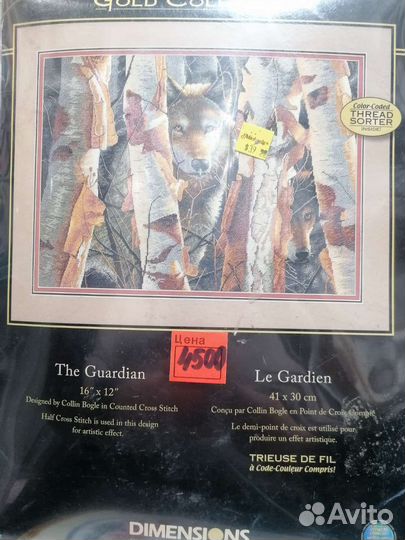 GOLD COLL
Color-Coded
THREAD
SORTER
INSIDE!
$39
Цена
4500
The Guardian
16" x 12"
Designed by Collin Bogle in Counted Cross Stitch
Half Cross Stitch is used in this design
for artistic effect.
Le Gardien
41 x 30 cm
Conçu par Collin Bogle en Point de Croix Compté
Le demi-point de croix est utilisé pour
produire un effet artistique.
TRIEUSE DE FIL
à Code-Couleur Compris!
DIMENSIONS
Avito